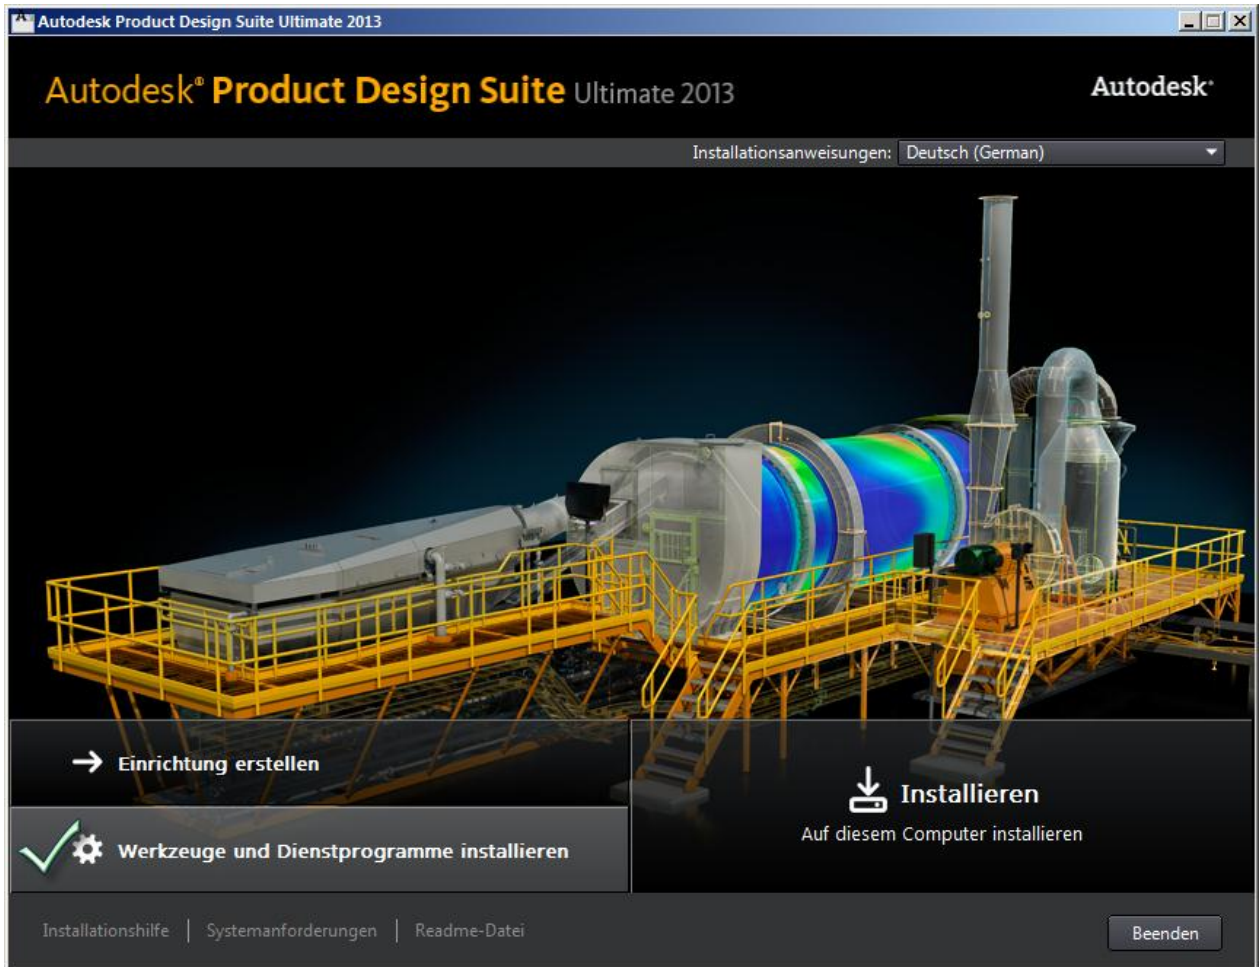 Autodesk Product Design Suite Ultimate 2013
Autodesk® Product Design Suite Ultimate 2013
Autodesk®
Installationsanweisungen: Deutsch (German)
Einrichtung erstellen
Installieren
Auf diesem Computer installieren
Werkzeuge und Dienstprogramme installieren
Installationshilfe | Systemanforderungen | Readme-Datei
Beenden